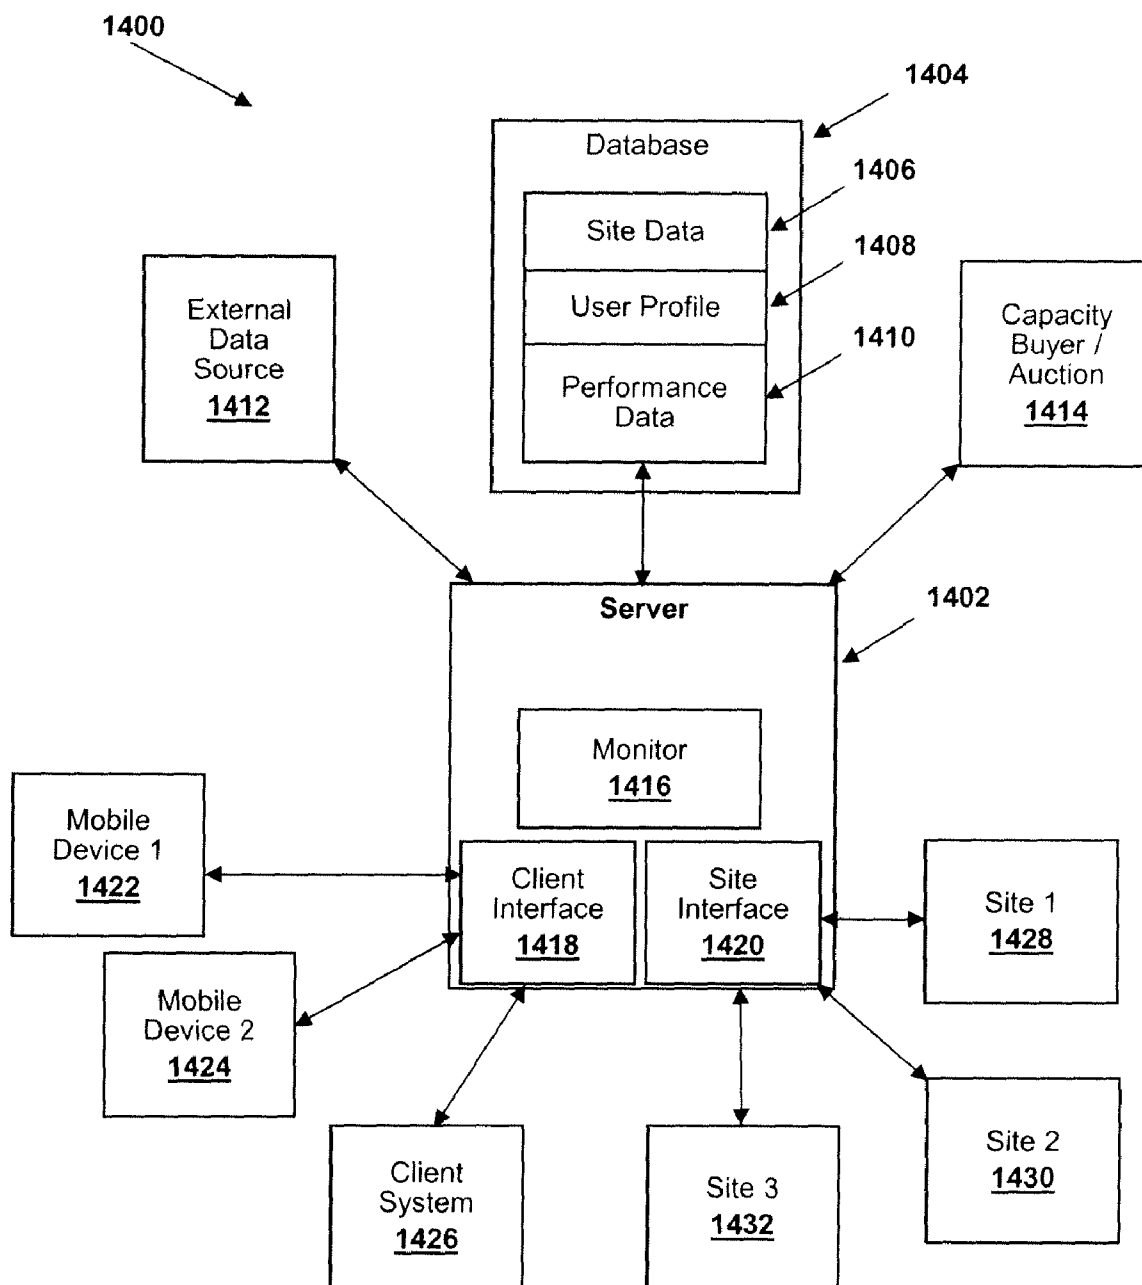 1400
1404
Database
1406
Site Data
1408
User Profile
1410
Performance
Data
External
Data
Source
1412
Capacity
Buyer /
Auction
1414
Server
1402
Monitor
1416
Mobile
Device 1
1422
Client
Interface
1418
Site
Interface
1420
Site 1
1428
Mobile
Device 2
1424
Client
System
1426
Site 3
1432
Site 2
1430